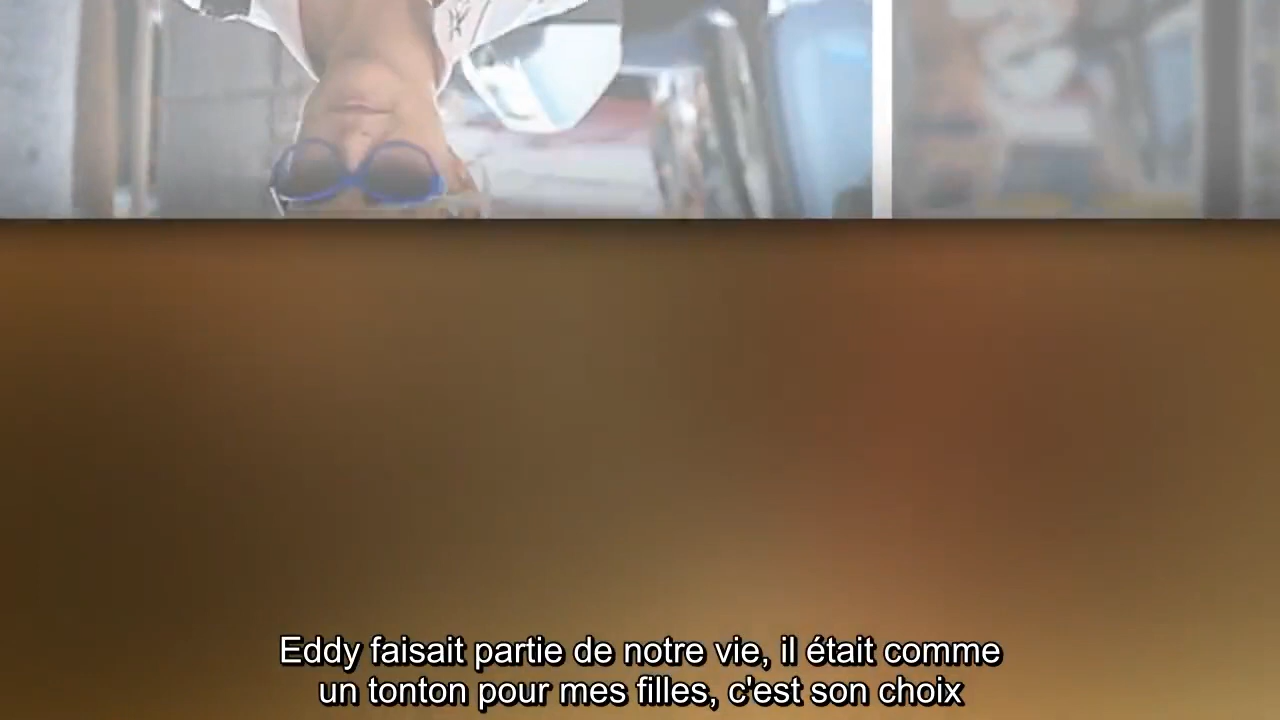 Eddy faisait partie de notre vie, il était comme
un tonton pour mes filles, c'est son choix